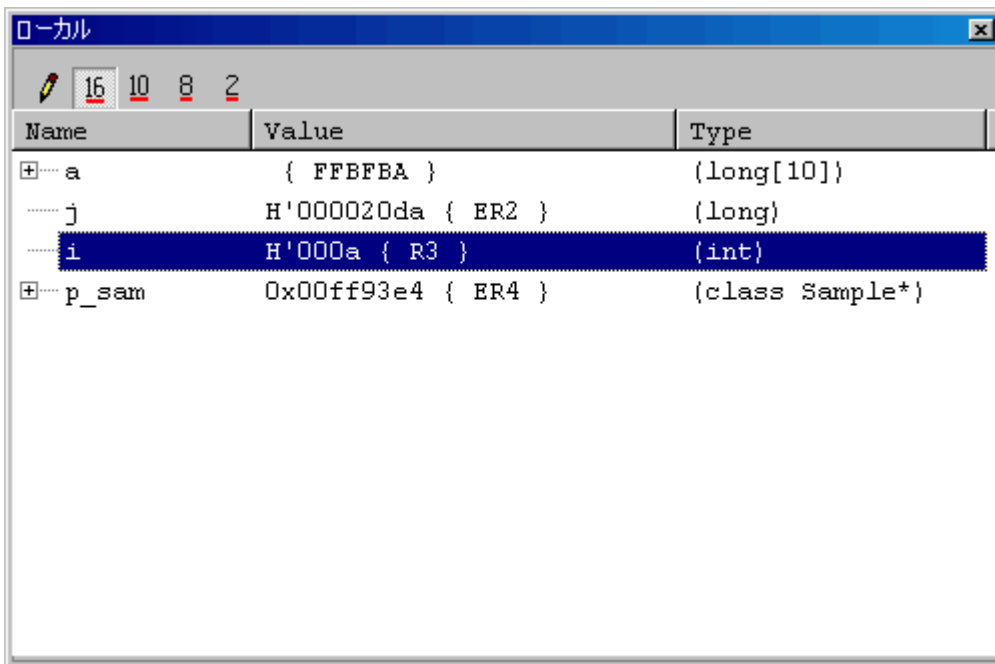 ローカル
16 10 8 2
Name Value Type
a { FFBFBA } (long[10])
j H'000020da { ER2 } (long)
i H'000a { R3 } (int)
p_sam 0x00ff93e4 { ER4 } (class Sample*)